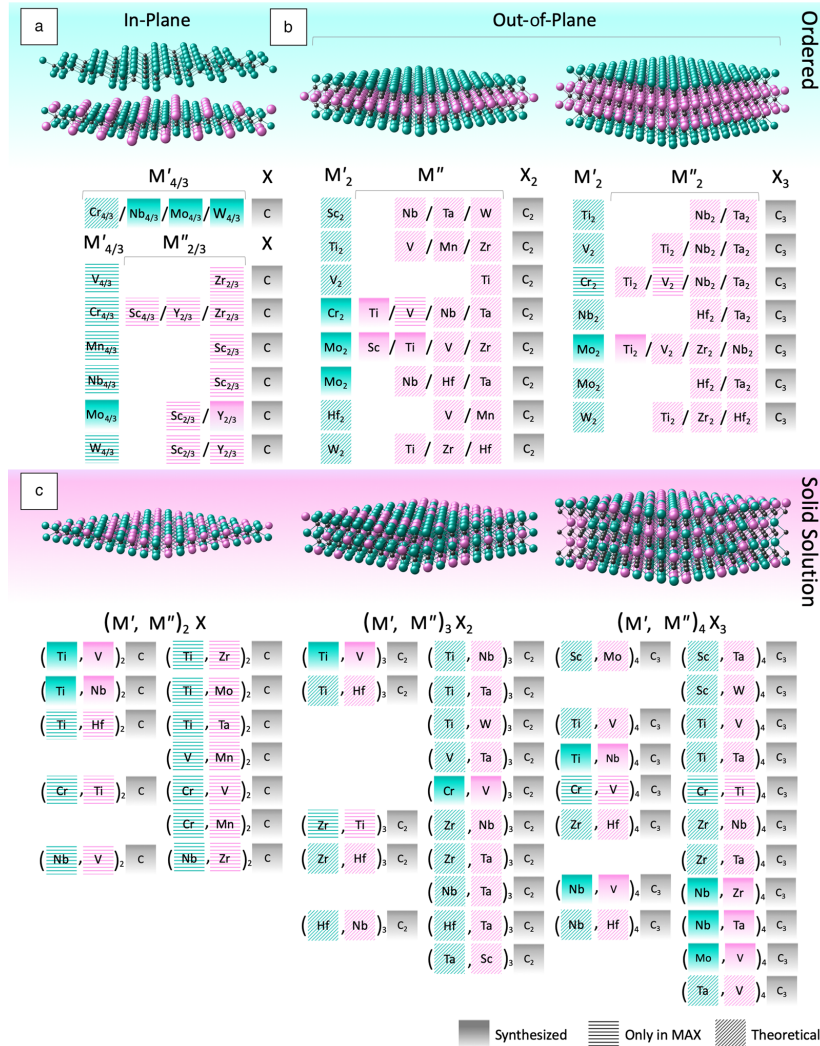 a
In-Plane
b
Out-of-Plane
Ordered
M′4/3 X
Cr4/3 / Nb4/3 / Mo4/3 / W4/3 C
M′4/3 M″2/3 X
V4/3 Zr2/3 C
Cr4/3 Sc4/3 / Y2/3 / Zr2/3 C
Mn4/3 Sc2/3 C
Nb4/3 Sc2/3 C
Mo4/3 Sc2/3 / Y2/3 C
W4/3 Sc2/3 / Y2/3 C
M′2 M″ X2
Sc2 Nb / Ta / W C2
Ti2 V / Mn / Zr C2
V2 Ti C2
Cr2 Ti / V / Nb / Ta C2
Mo2 Sc / Ti / V / Zr C2
Mo2 Nb / Hf / Ta C2
Hf2 V / Mn C2
W2 Ti / Zr / Hf C2
M′2 M″2 X3
Ti2 Nb2 / Ta2 C3
V2 Ti2 / Nb2 / Ta2 C3
Cr2 Ti2 / V2 / Nb2 / Ta2 C3
Nb2 Hf2 / Ta2 C3
Mo2 Ti2 / V2 / Zr2 / Nb2 C3
Mo2 Hf2 / Ta2 C3
W2 Ti2 / Zr2 / Hf2 C3
c
Solid Solution
(M′, M″)2 X
(Ti, V)2 C (Ti, Zr)2 C
(Ti, Nb)2 C (Ti, Mo)2 C
(Ti, Hf)2 C (Ti, Ta)2 C
(V, Mn)2 C
(Cr, Ti)2 C (Cr, V)2 C
(Cr, Mn)2 C
(Nb, V)2 C (Nb, Zr)2 C
(M′, M″)3 X2
(Ti, V)3 C2 (Ti, Nb)3 C2
(Ti, Hf)3 C2 (Ti, Ta)3 C2
(Ti, W)3 C2
(V, Ta)3 C2
(Cr, V)3 C2
(Zr, Ti)3 C2 (Zr, Nb)3 C2
(Zr, Hf)3 C2 (Zr, Ta)3 C2
(Nb, Ta)3 C2
(Hf, Nb)3 C2 (Hf, Ta)3 C2
(Ta, Sc)3 C2
(M′, M″)4 X3
(Sc, Mo)4 C3 (Sc, Ta)4 C3
(Sc, W)4 C3
(Ti, V)4 C3 (Ti, V)4 C3
(Ti, Nb)4 C3 (Ti, Ta)4 C3
(Cr, V)4 C3 (Cr, Ti)4 C3
(Zr, Hf)4 C3 (Zr, Nb)4 C3
(Zr, Ta)4 C3
(Nb, V)4 C3 (Nb, Zr)4 C3
(Nb, Hf)4 C3 (Nb, Ta)4 C3
(Mo, V)4 C3
(Ta, V)4 C3
Synthesized Only in MAX Theoretical